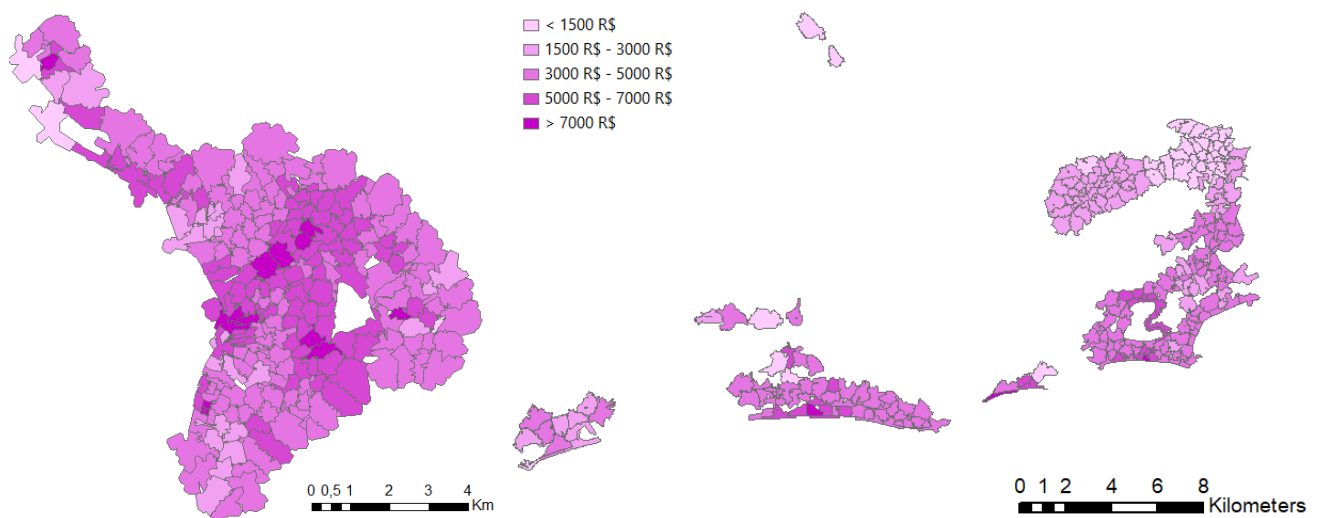 < 1500 R$
1500 R$ - 3000 R$
3000 R$ - 5000 R$
5000 R$ - 7000 R$
> 7000 R$
0 0,5 1 2 3 4
Km
0 1 2 4 6 8
Kilometers